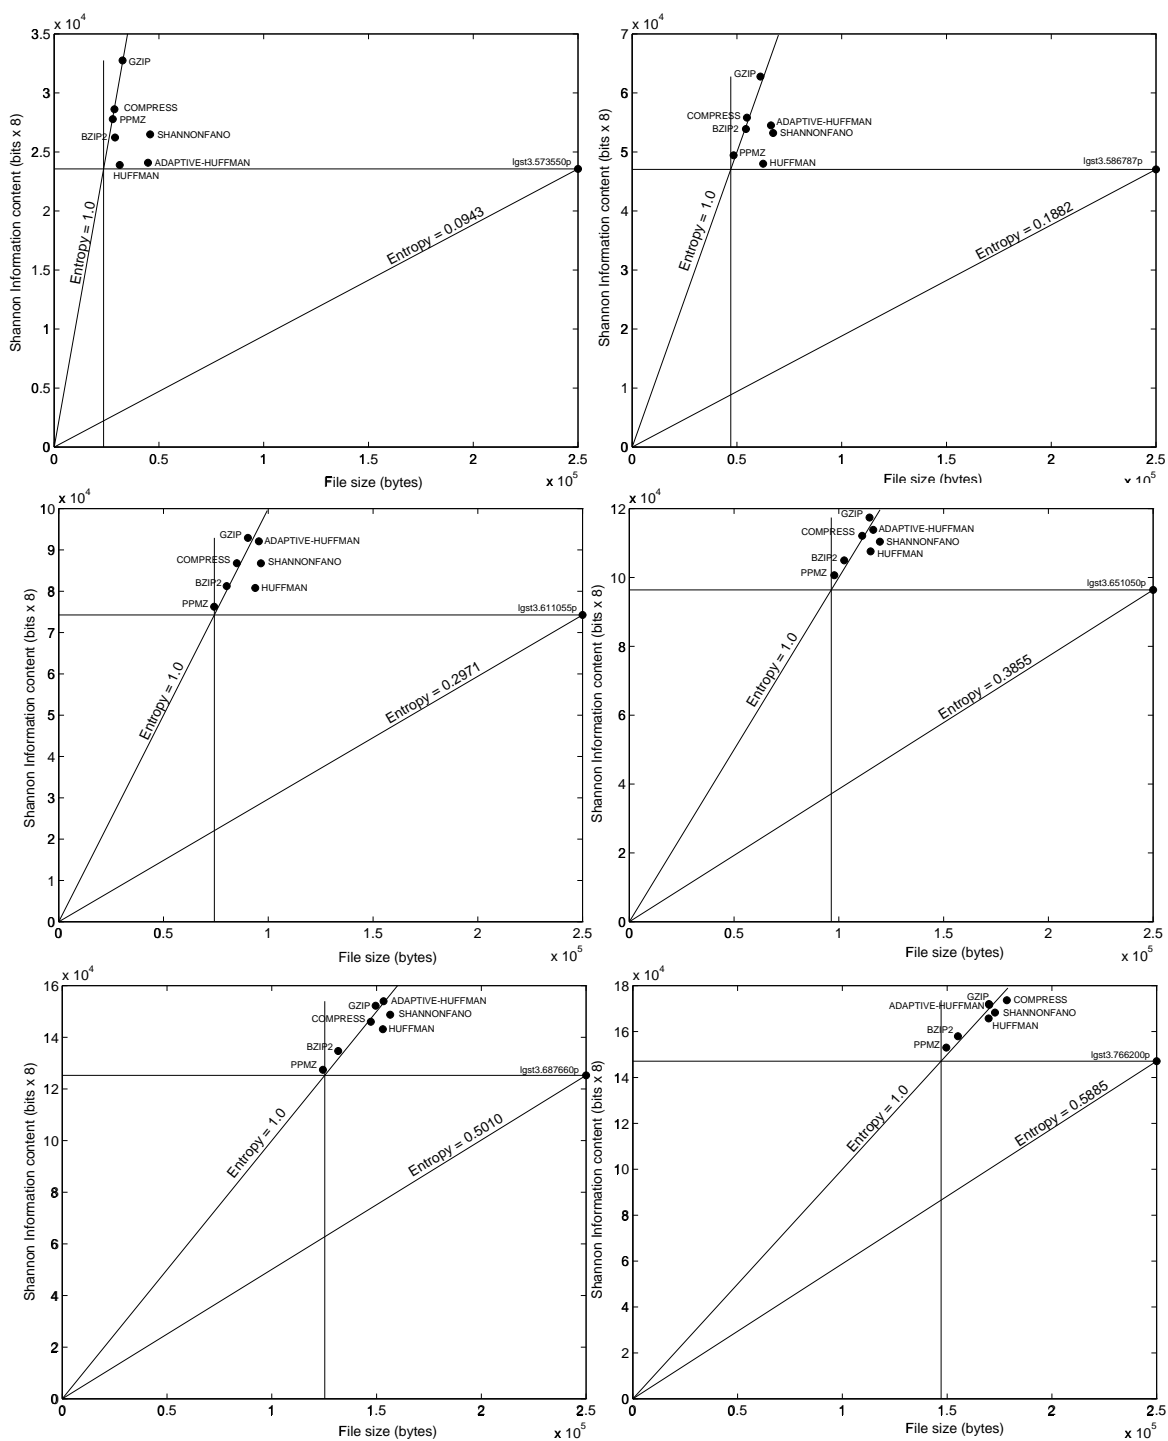 x 10^4
3.5
3
2.5
2
1.5
1
0.5
0
Shannon Information content (bits x 8)
GZIP
COMPRESS
PPMZ
BZIP2
SHANNONFANO
ADAPTIVE-HUFFMAN
HUFFMAN
lgst3.573550p
Entropy = 1.0
Entropy = 0.0943
0 0.5 1 1.5 2 2.5
File size (bytes)
x 10^5
x 10^4
7
6
5
4
3
2
1
0
Shannon Information content (bits x 8)
GZIP
COMPRESS
ADAPTIVE-HUFFMAN
BZIP2
SHANNONFANO
PPMZ
HUFFMAN
lgst3.586787p
Entropy = 1.0
Entropy = 0.1882
0 0.5 1 1.5 2 2.5
File size (bytes)
x 10^5
x 10^4
10
9
8
7
6
5
4
3
2
1
0
Shannon Information content (bits x 8)
GZIP
ADAPTIVE-HUFFMAN
COMPRESS
SHANNONFANO
BZIP2
HUFFMAN
PPMZ
lgst3.611055p
Entropy = 1.0
Entropy = 0.2971
0 0.5 1 1.5 2 2.5
File size (bytes)
x 10^5
x 10^4
12
10
8
6
4
2
0
Shannon Information content (bits x 8)
GZIP
ADAPTIVE-HUFFMAN
COMPRESS
SHANNONFANO
HUFFMAN
BZIP2
PPMZ
lgst3.651050p
Entropy = 1.0
Entropy = 0.3855
0 0.5 1 1.5 2 2.5
File size (bytes)
x 10^5
x 10^4
16
14
12
10
8
6
4
2
0
Shannon Information content (bits x 8)
ADAPTIVE-HUFFMAN
GZIP
SHANNONFANO
COMPRESS
HUFFMAN
BZIP2
PPMZ
lgst3.687660p
Entropy = 1.0
Entropy = 0.5010
0 0.5 1 1.5 2 2.5
File size (bytes)
x 10^5
x 10^4
18
16
14
12
10
8
6
4
2
0
Shannon Information content (bits x 8)
GZIP
COMPRESS
ADAPTIVE-HUFFMAN
SHANNONFANO
HUFFMAN
BZIP2
PPMZ
lgst3.766200p
Entropy = 1.0
Entropy = 0.5885
0 0.5 1 1.5 2 2.5
File size (bytes)
x 10^5